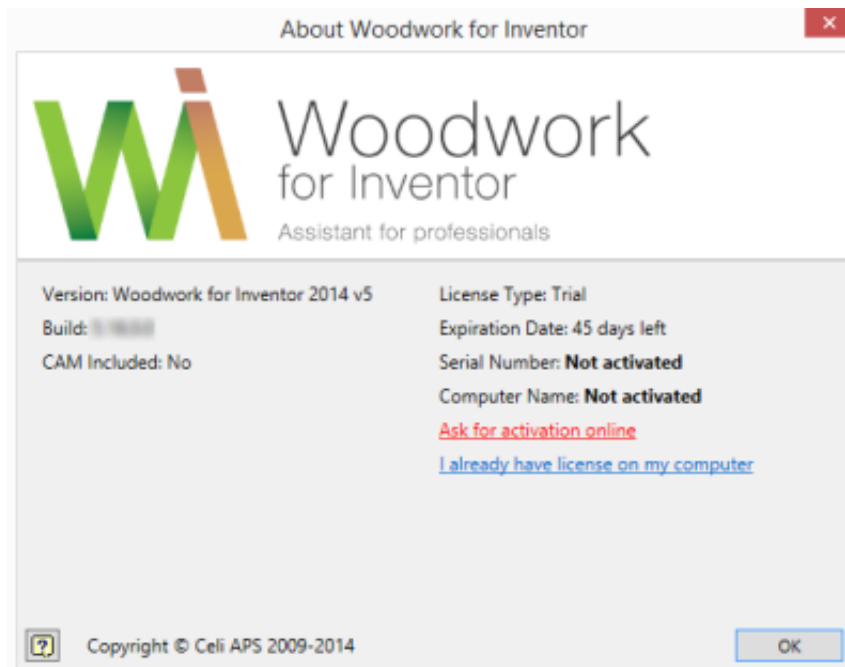 About Woodwork for Inventor
Woodwork
for Inventor
Assistant for professionals
Version: Woodwork for Inventor 2014 v5
Build:
CAM Included: No
License Type: Trial
Expiration Date: 45 days left
Serial Number: Not activated
Computer Name: Not activated
Ask for activation online
I already have license on my computer
Copyright © Celi APS 2009-2014
OK